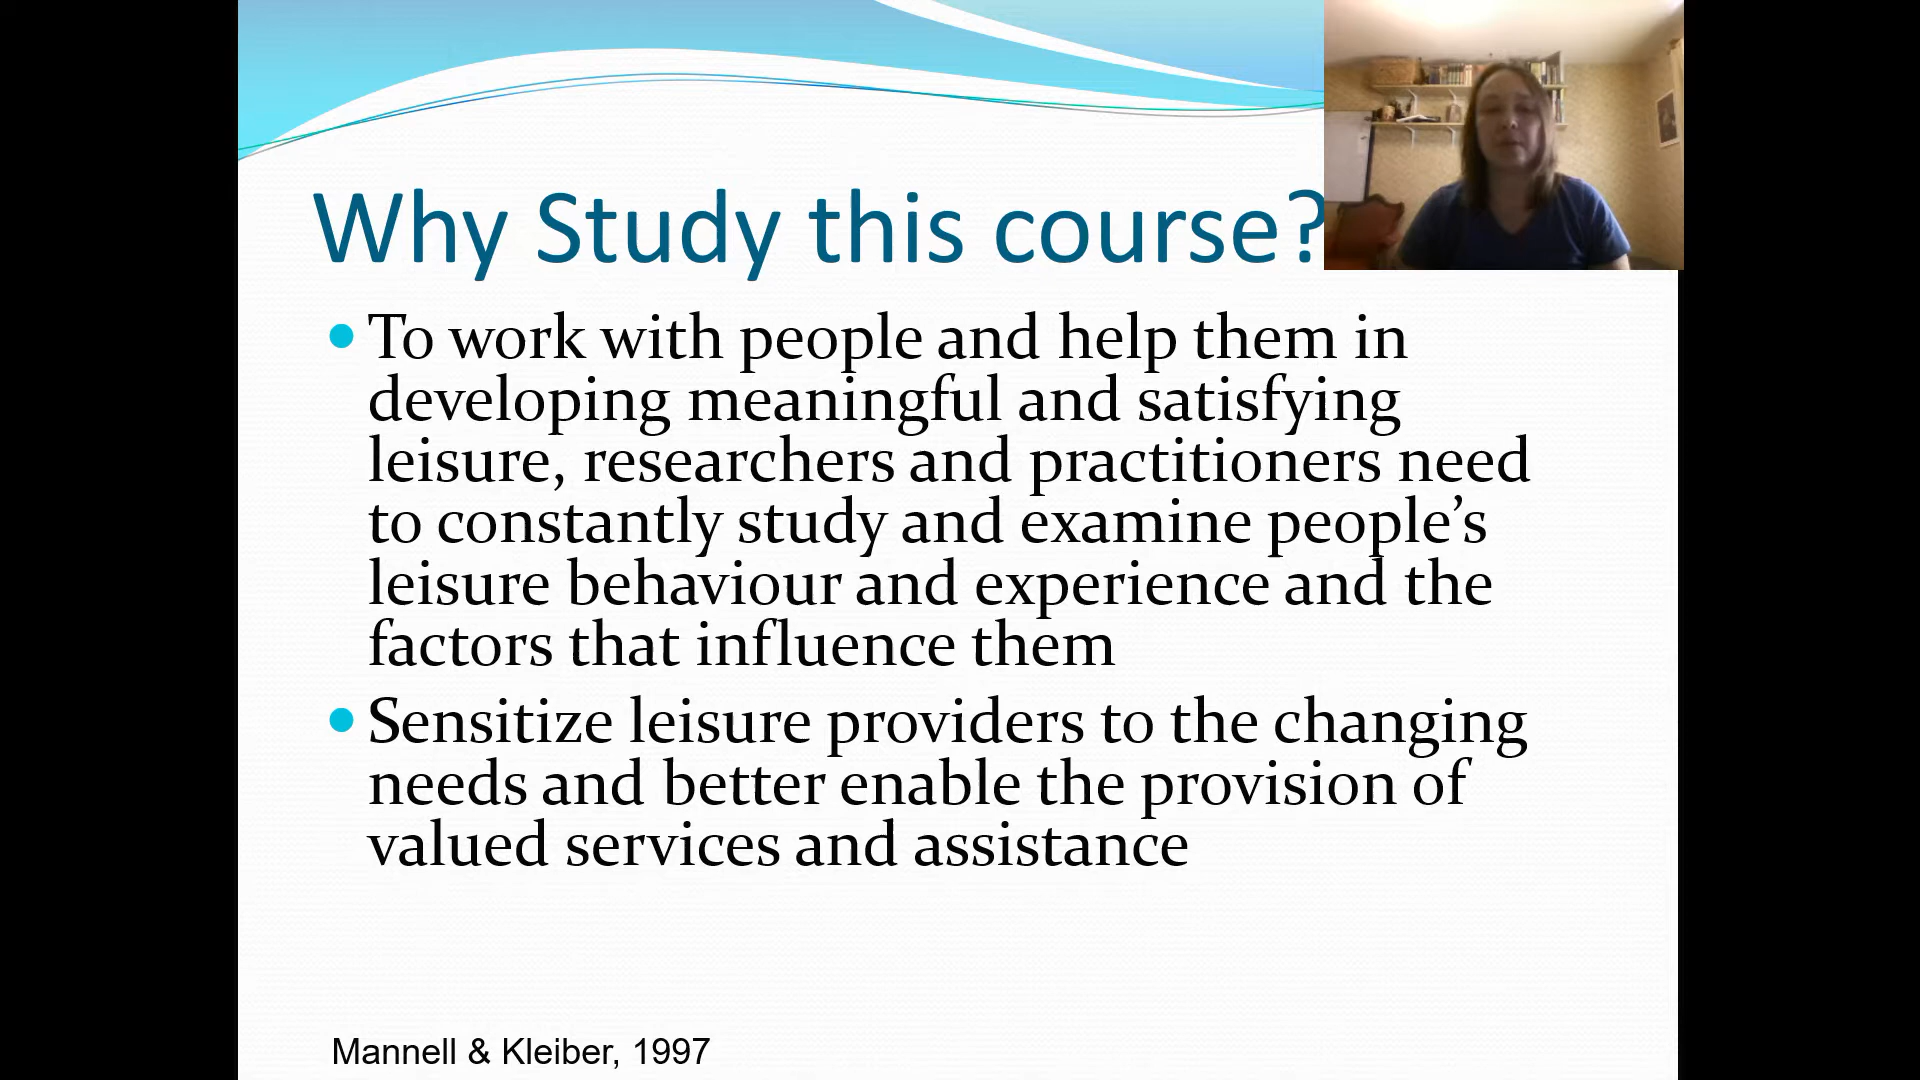 Why Study this course?
• To work with people and help them in
developing meaningful and satisfying
leisure, researchers and practitioners need
to constantly study and examine people’s
leisure behaviour and experience and the
factors that influence them
• Sensitize leisure providers to the changing
needs and better enable the provision of
valued services and assistance
Mannell & Kleiber, 1997